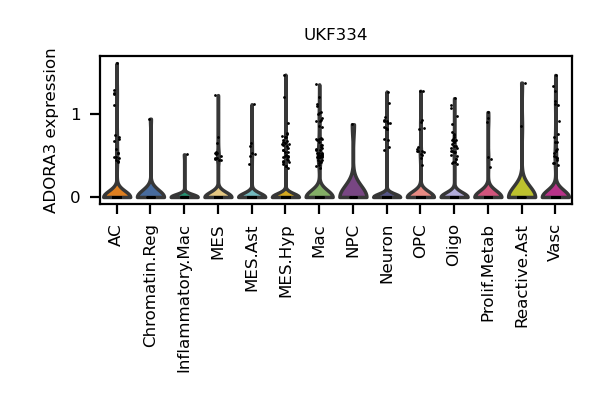 UKF334
ADORA3 expression
1
0
AC
Chromatin.Reg
Inflammatory.Mac
MES
MES.Ast
MES.Hyp
Mac
NPC
Neuron
OPC
Oligo
Prolif.Metab
Reactive.Ast
Vasc